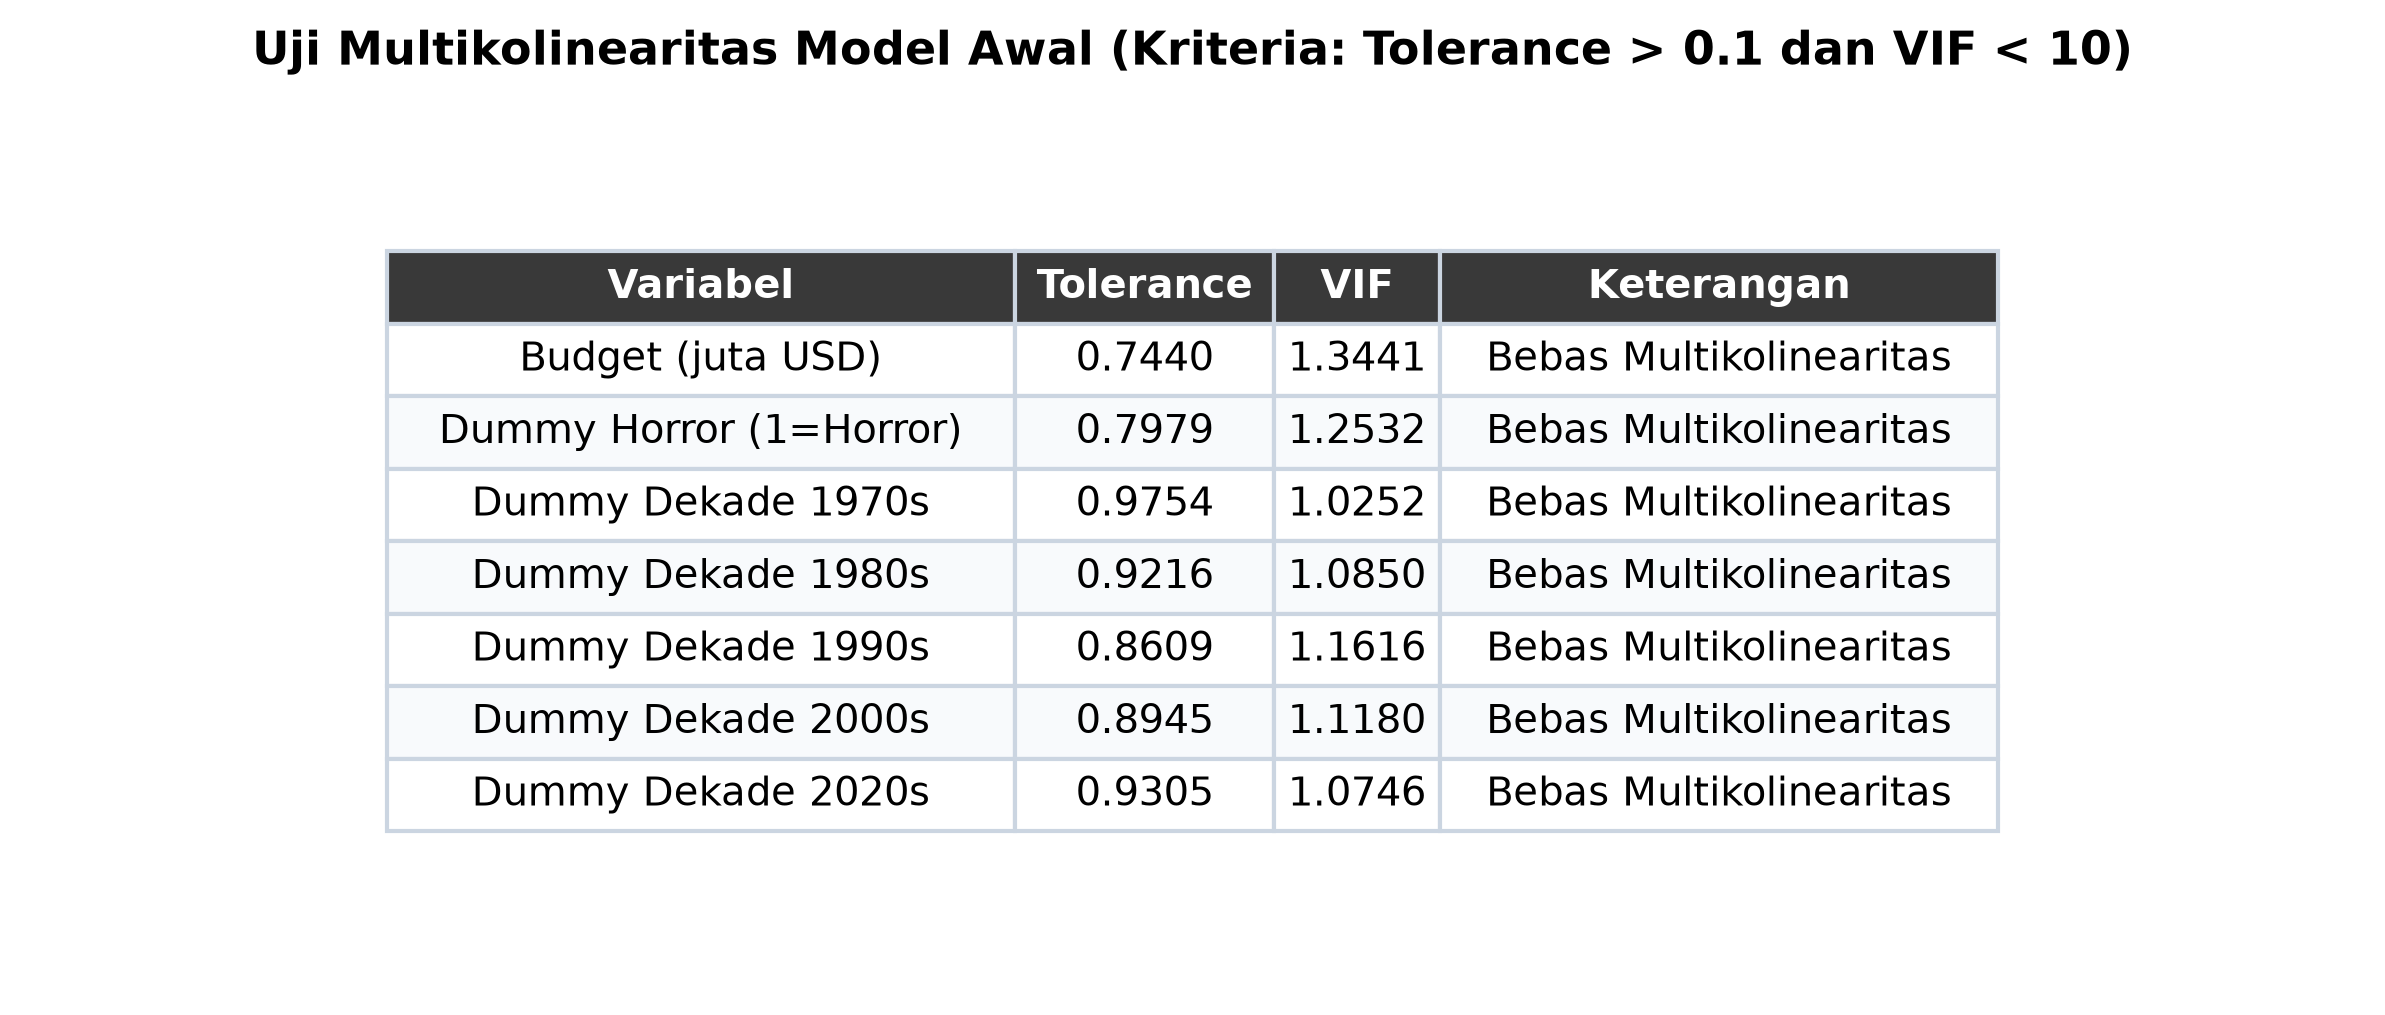 Uji Multikolinearitas Model Awal (Kriteria: Tolerance > 0.1 dan VIF < 10)
Variabel Tolerance VIF Keterangan
Budget (juta USD) 0.7440 1.3441 Bebas Multikolinearitas
Dummy Horror (1=Horror) 0.7979 1.2532 Bebas Multikolinearitas
Dummy Dekade 1970s 0.9754 1.0252 Bebas Multikolinearitas
Dummy Dekade 1980s 0.9216 1.0850 Bebas Multikolinearitas
Dummy Dekade 1990s 0.8609 1.1616 Bebas Multikolinearitas
Dummy Dekade 2000s 0.8945 1.1180 Bebas Multikolinearitas
Dummy Dekade 2020s 0.9305 1.0746 Bebas Multikolinearitas